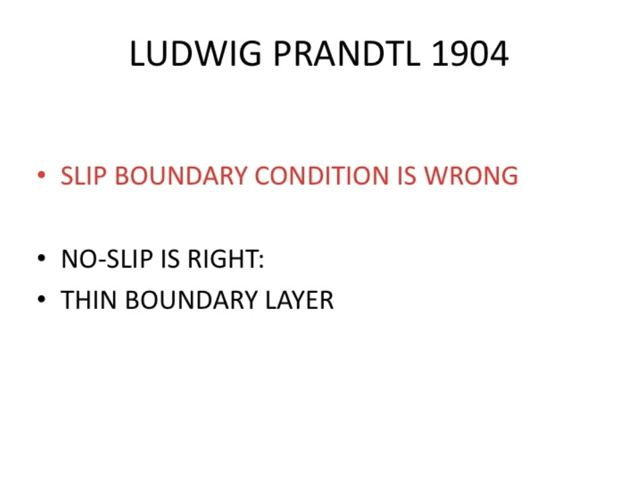 LUDWIG PRANDTL 1904
• SLIP BOUNDARY CONDITION IS WRONG
• NO-SLIP IS RIGHT:
• THIN BOUNDARY LAYER